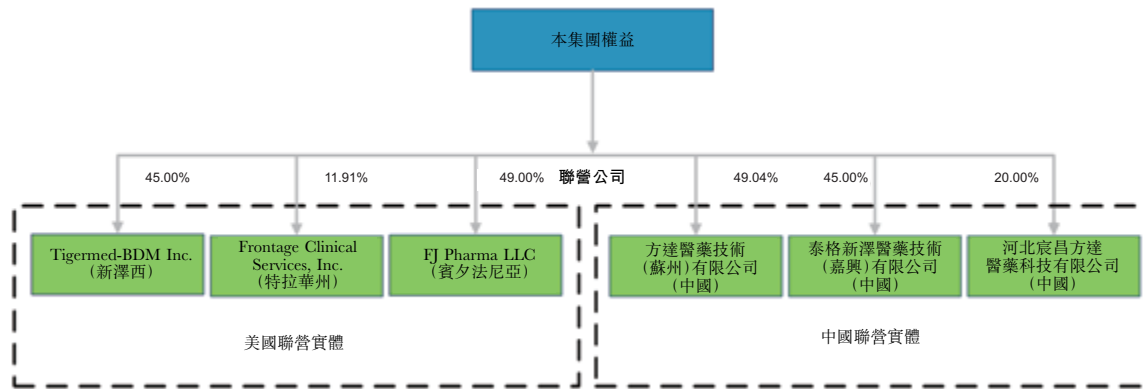 本集團權益
45.00%
11.91%
49.00%
聯營公司
49.04%
45.00%
20.00%
Tigermed-BDM Inc.
(新澤西)
Frontage Clinical
Services, Inc.
(特拉華州)
FJ Pharma LLC
(賓夕法尼亞)
方達醫藥技術
(蘇州)有限公司
(中國)
泰格新澤醫藥技術
(嘉興)有限公司
(中國)
河北宸昌方達
醫藥科技有限公司
(中國)
美國聯營實體
中國聯營實體